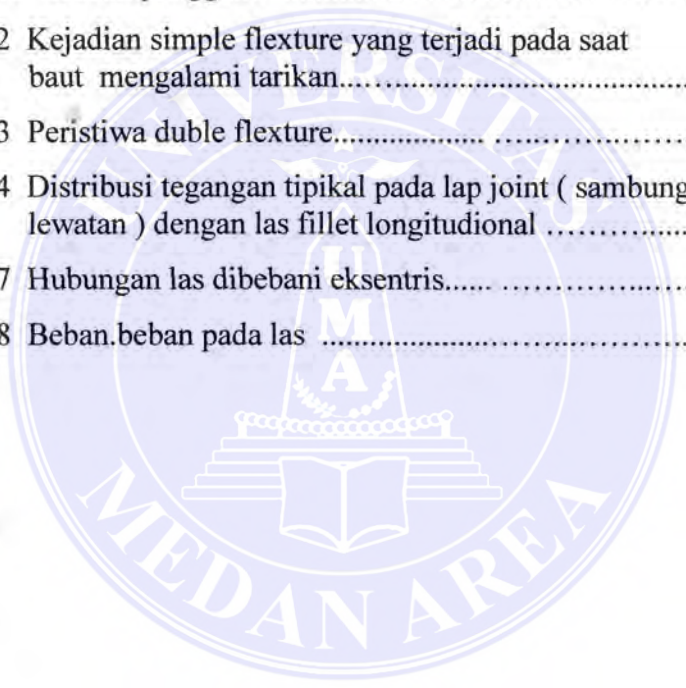 2 Kejadian simple flexture yang terjadi pada saat
baut mengalami tarikan..........................................
3 Peristiwa duble flexture.................. ....................
4 Distribusi tegangan tipikal pada lap joint ( sambung
lewatan ) dengan las fillet longitudional ................
7 Hubungan las dibebani eksentris...... ....................
8 Beban.beban pada las ..........................................
UNIVERSITAS
UMA
MEDAN AREA